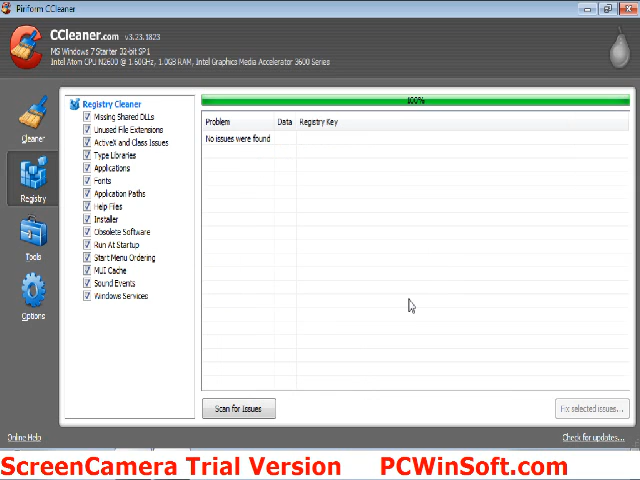 Piriform CCleaner
CCleaner.com v3.23.1823
MS Windows 7 Starter 32-bit SP1
Intel Atom CPU N2600 @ 1.60GHz, 1.0GB RAM, Intel Graphics Media Accelerator 3600 Series
Cleaner
Registry
Tools
Options
Registry Cleaner
Missing Shared DLLs
Unused File Extensions
ActiveX and Class Issues
Type Libraries
Applications
Fonts
Application Paths
Help Files
Installer
Obsolete Software
Run At Startup
Start Menu Ordering
MUI Cache
Sound Events
Windows Services
100%
Problem Data Registry Key
No issues were found
Scan for Issues
Fix selected issues...
Online Help
Check for updates...
ScreenCamera Trial Version PCWinSoft.com